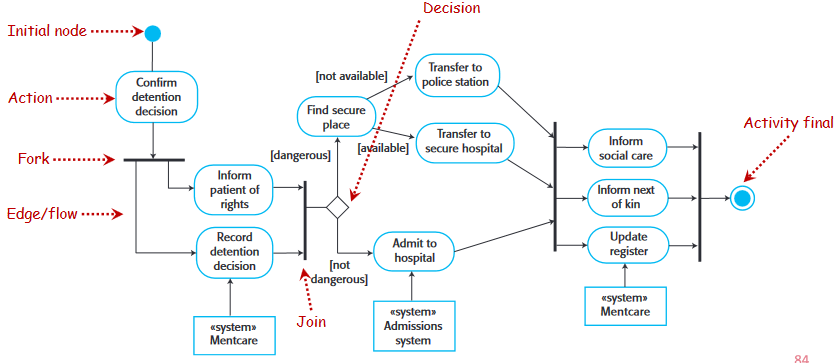 Decision
Initial node
Action
Confirm
detention
decision
Fork
Edge/flow
Inform
patient of
rights
Record
detention
decision
«system»
Mentcare
Join
[dangerous]
[not
dangerous]
Find secure
place
[not available]
[available]
Transfer to
police station
Transfer to
secure hospital
Admit to
hospital
«system»
Admissions
system
Inform
social care
Inform next
of kin
Update
register
«system»
Mentcare
Activity final
84